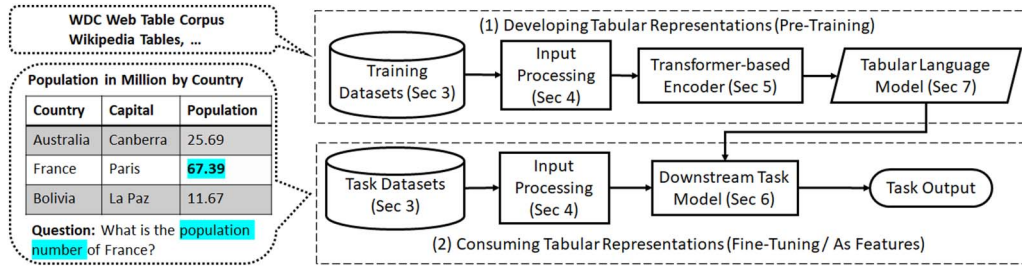 WDC Web Table Corpus
Wikipedia Tables, ...
Population in Million by Country
Country Capital Population
Australia Canberra 25.69
France Paris 67.39
Bolivia La Paz 11.67
Question: What is the population
number of France?
(1) Developing Tabular Representations (Pre-Training)
Training
Datasets (Sec 3)
Input
Processing
(Sec 4)
Transformer-based
Encoder (Sec 5)
Tabular Language
Model (Sec 7)
Task Datasets
(Sec 3)
Input
Processing
(Sec 4)
Downstream Task
Model (Sec 6)
Task Output
(2) Consuming Tabular Representations (Fine-Tuning / As Features)